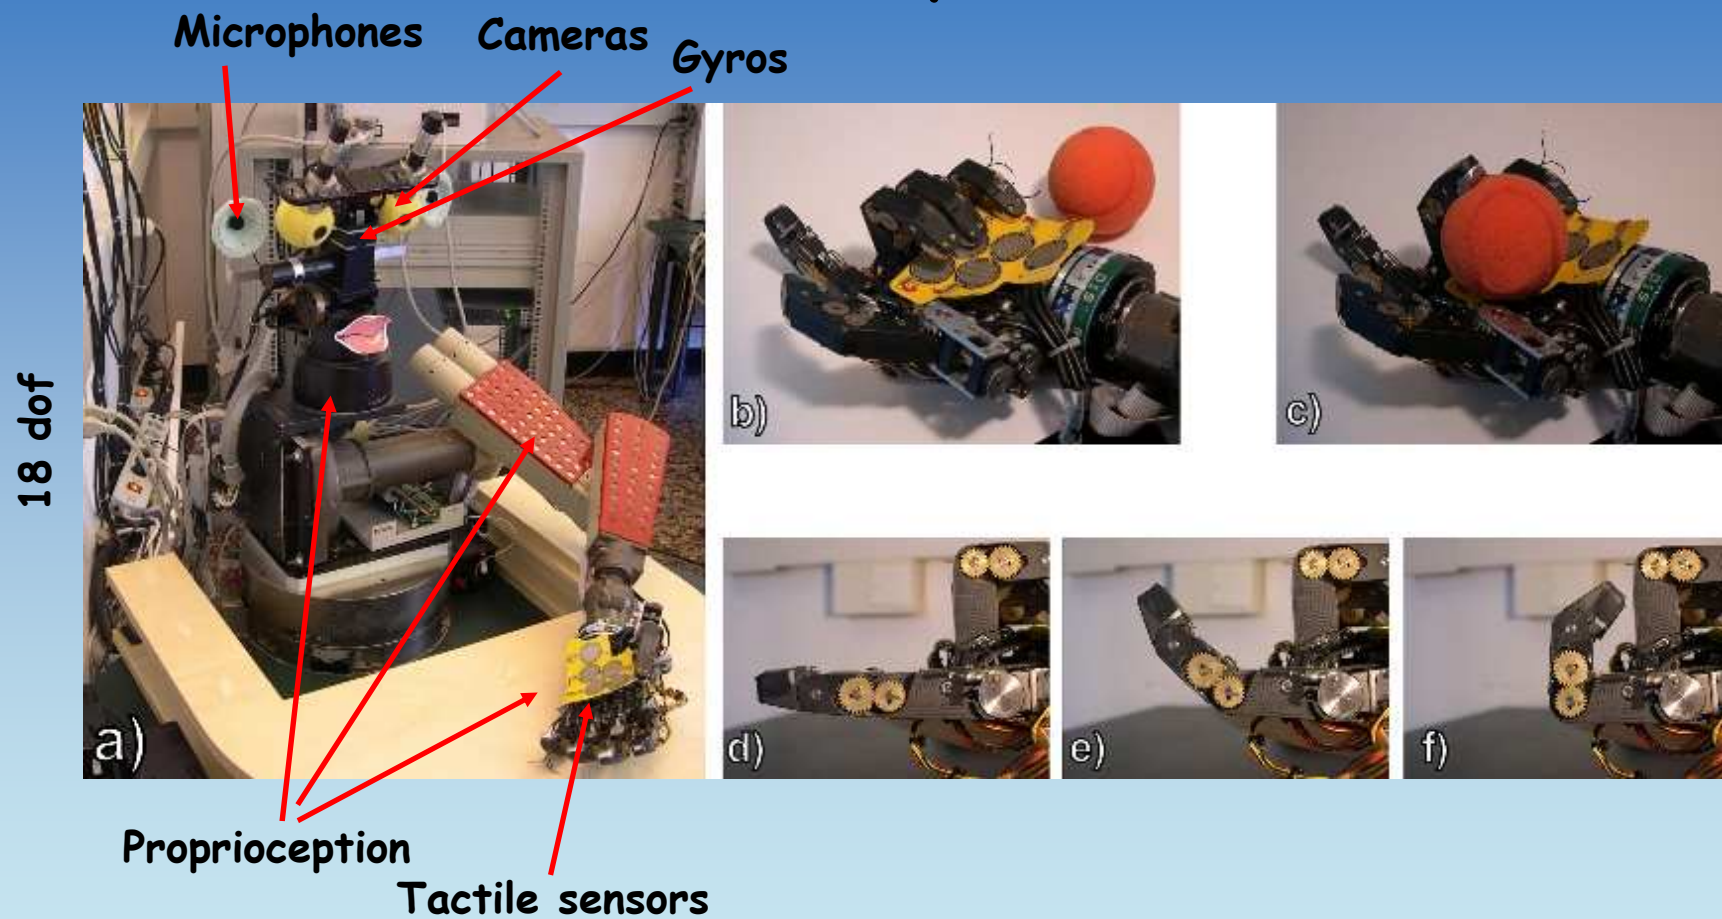 Microphones
Cameras
Gyros
18 dof
a)
b)
c)
d)
e)
f)
Proprioception
Tactile sensors